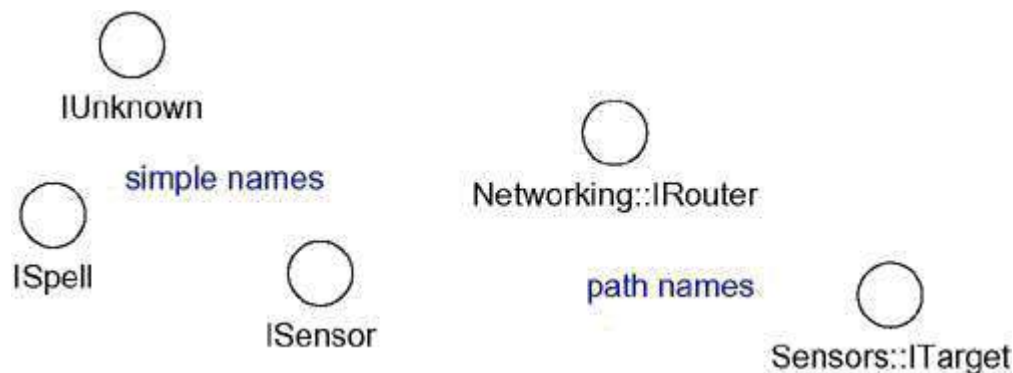 IUnknown
simple names
ISpell
ISensor
Networking::IRouter
path names
Sensors::ITarget